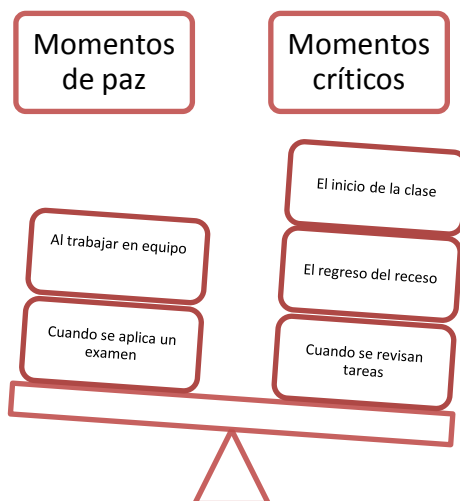 Momentos
de paz
Momentos
críticos
Al trabajar en equipo
Cuando se aplica un
examen
El inicio de la clase
El regreso del receso
Cuando se revisan
tareas